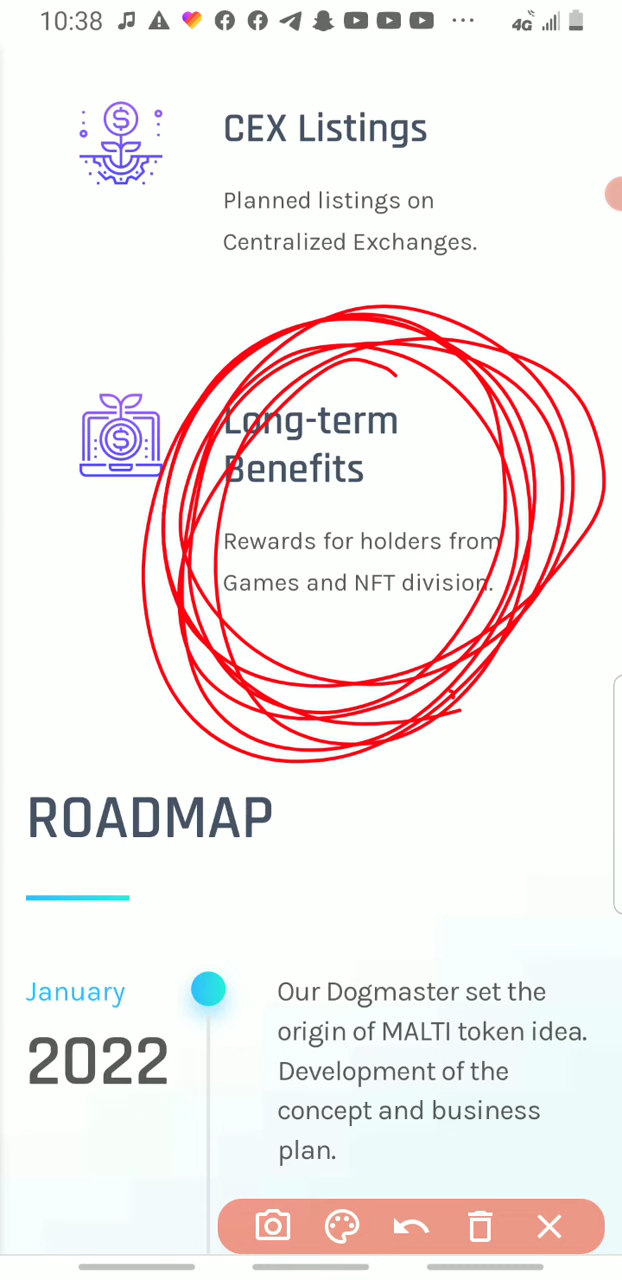 10:38
4G
CEX Listings
Planned listings on
Centralized Exchanges.
Long-term
Benefits
Rewards for holders from
Games and NFT division.
ROADMAP
January
2022
Our Dogmaster set the
origin of MALTI token idea.
Development of the
concept and business
plan.